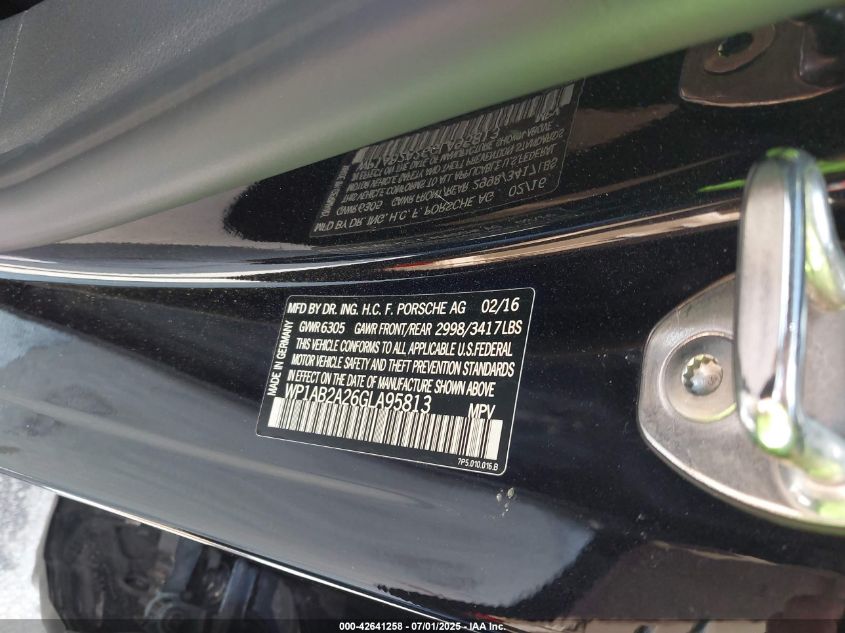 MFD BY DR. ING. H.C. F. PORSCHE AG 02/16
GVWR 6305 GAWR FRONT/REAR 2998/3417LBS
THIS VEHICLE CONFORMS TO ALL APPLICABLE U.S.FEDERAL
MOTOR VEHICLE SAFETY AND THEFT PREVENTION STANDARDS
IN EFFECT ON THE DATE OF MANUFACTURE SHOWN ABOVE.
WP1AB2A26GLA95813 MPV
MADE IN GERMANY
7P5.010.016.B
000-42641258 - 07/01/2025 - IAA Inc.